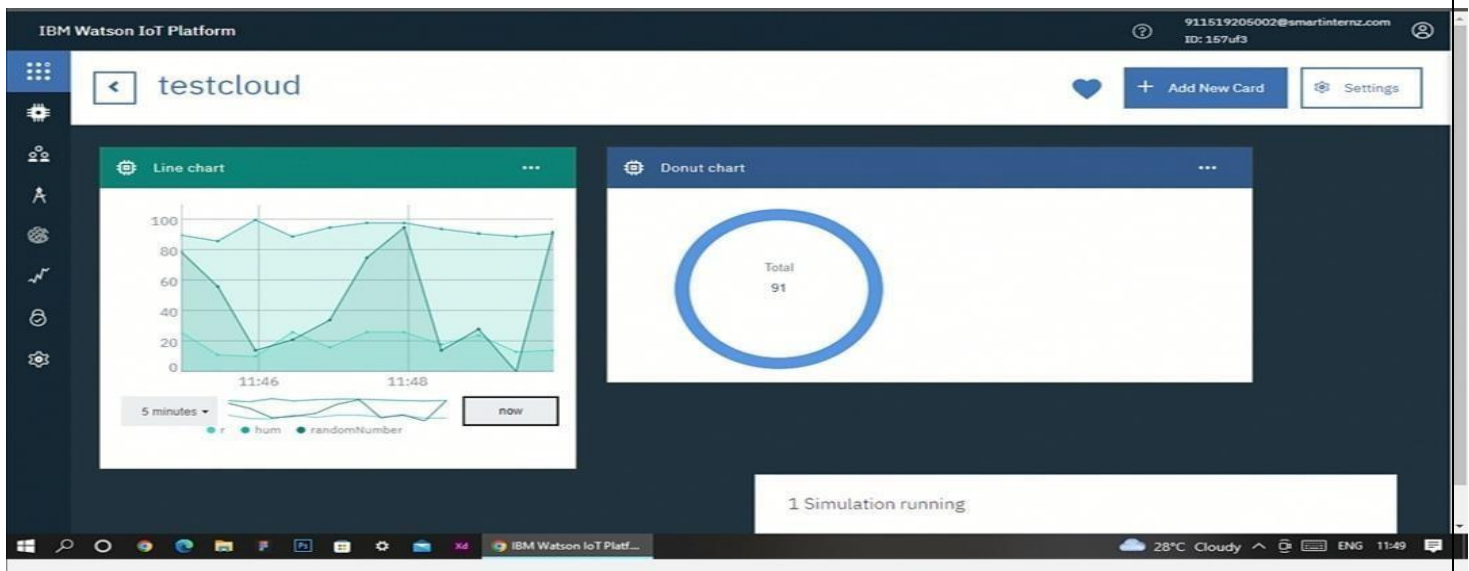 IBM Watson IoT Platform
911519205002@smartinternz.com
ID: 157uf3
testcloud
+ Add New Card
Settings
Line chart
Donut chart
100
80
60
40
20
0
11:46
11:48
5 minutes
now
r hum randomNumber
Total
91
1 Simulation running
IBM Watson IoT Platf...
28°C Cloudy
ENG
11:49
Ps
Xd